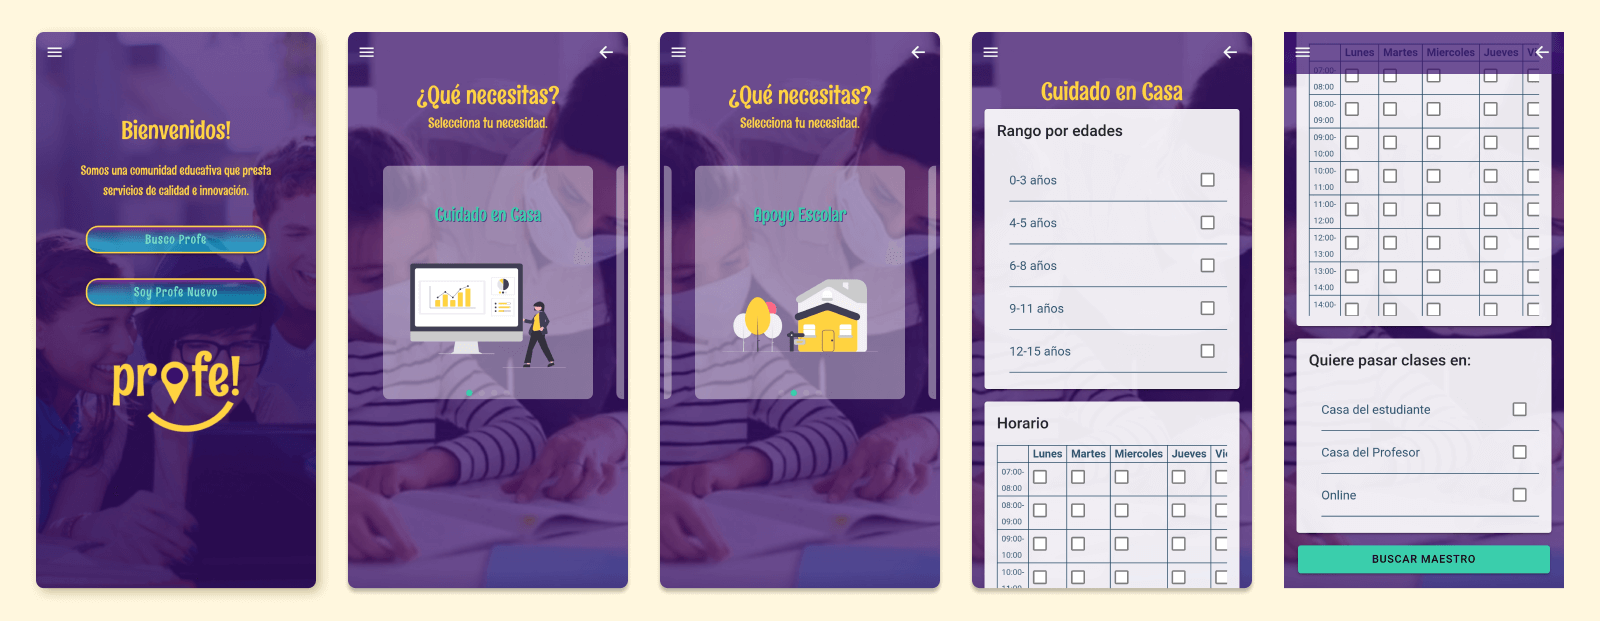 Bienvenidos!
Somos una comunidad educativa que presta
servicios de calidad e innovación.
Busco Profe
Soy Profe Nuevo
profe!
¿Qué necesitas?
Selecciona tu necesidad.
Cuidado en Casa
¿Qué necesitas?
Selecciona tu necesidad.
Apoyo Escolar
Cuidado en Casa
Rango por edades
0-3 años
4-5 años
6-8 años
9-11 años
12-15 años
Horario
Lunes Martes Miercoles Jueves Vi
07:00-
08:00
08:00-
09:00
09:00-
10:00
10:00-
11:00
Lunes Martes Miercoles Jueves V
07:00-
08:00
08:00-
09:00
09:00-
10:00
10:00-
11:00
11:00-
12:00
12:00-
13:00
13:00-
14:00
14:00-
Quiere pasar clases en:
Casa del estudiante
Casa del Profesor
Online
BUSCAR MAESTRO